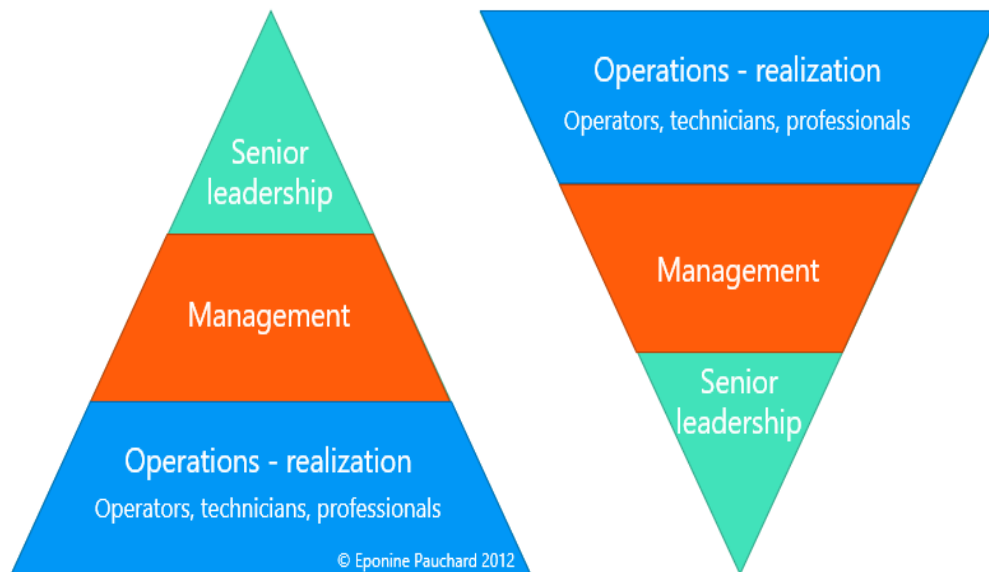 Senior
leadership
Management
Operations - realization
Operators, technicians, professionals
© Eponine Pauchard 2012
Operations - realization
Operators, technicians, professionals
Management
Senior
leadership